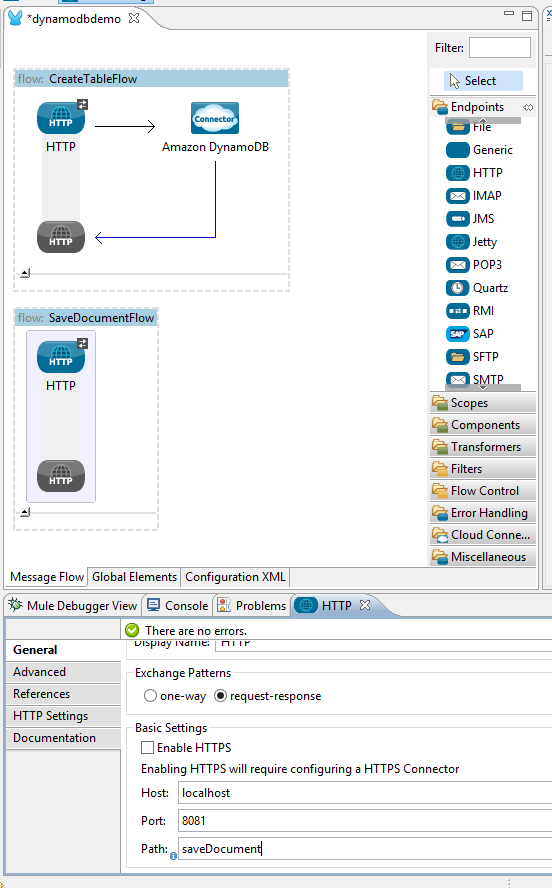 *dynamodbdemo
Filter:
Select
flow: CreateTableFlow
HTTP
Connector
HTTP
Amazon DynamoDB
HTTP
flow: SaveDocumentFlow
HTTP
HTTP
HTTP
Endpoints
File
Generic
HTTP
IMAP
JMS
Jetty
POP3
Quartz
RMI
SAP
SAP
SFTP
SMTP
Scopes
Components
Transformers
Filters
Flow Control
Error Handling
Cloud Conne...
Miscellaneous
Message Flow Global Elements Configuration XML
Mule Debugger View Console Problems HTTP
There are no errors.
General
Advanced
References
HTTP Settings
Documentation
Display Name: HTTP
Exchange Patterns
one-way request-response
Basic Settings
Enable HTTPS
Enabling HTTPS will require configuring a HTTPS Connector
Host: localhost
Port: 8081
Path: saveDocument